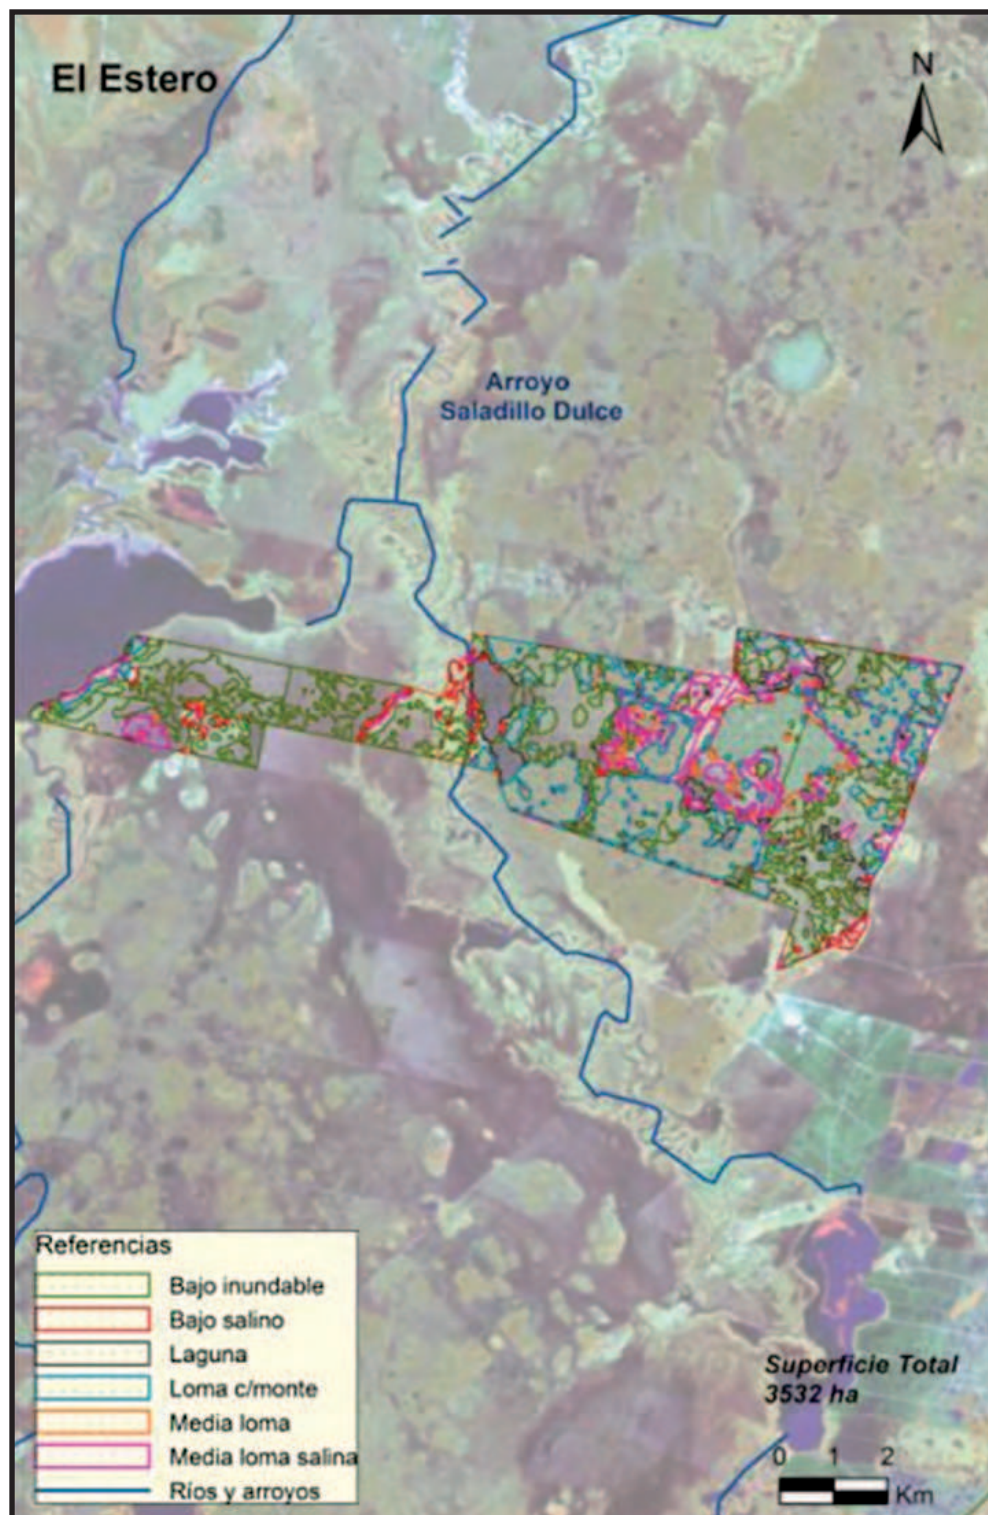 El Estero
N
Arroyo
Saladillo Dulce
Referencias
Bajo inundable
Bajo salino
Laguna
Loma c/monte
Media loma
Media loma salina
Ríos y arroyos
Superficie Total
3532 ha
0 1 2
Km